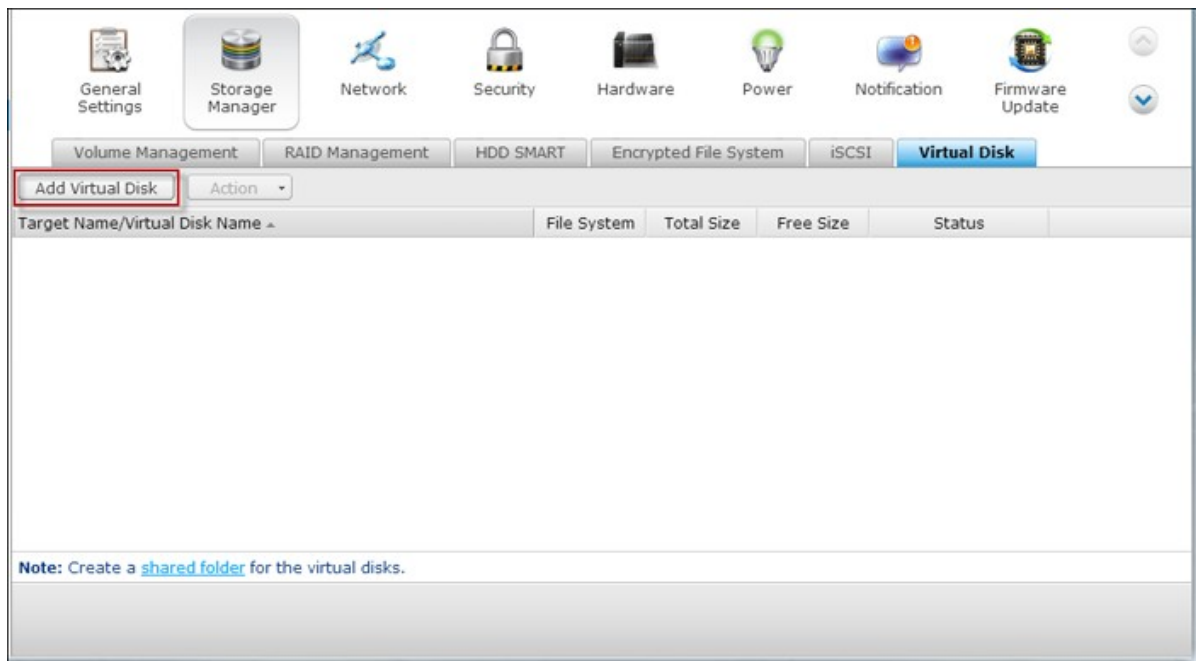 General Settings
Storage Manager
Network
Security
Hardware
Power
Notification
Firmware Update
Volume Management
RAID Management
HDD SMART
Encrypted File System
iSCSI
Virtual Disk
Add Virtual Disk
Action
Target Name/Virtual Disk Name
File System
Total Size
Free Size
Status
Note: Create a shared folder for the virtual disks.